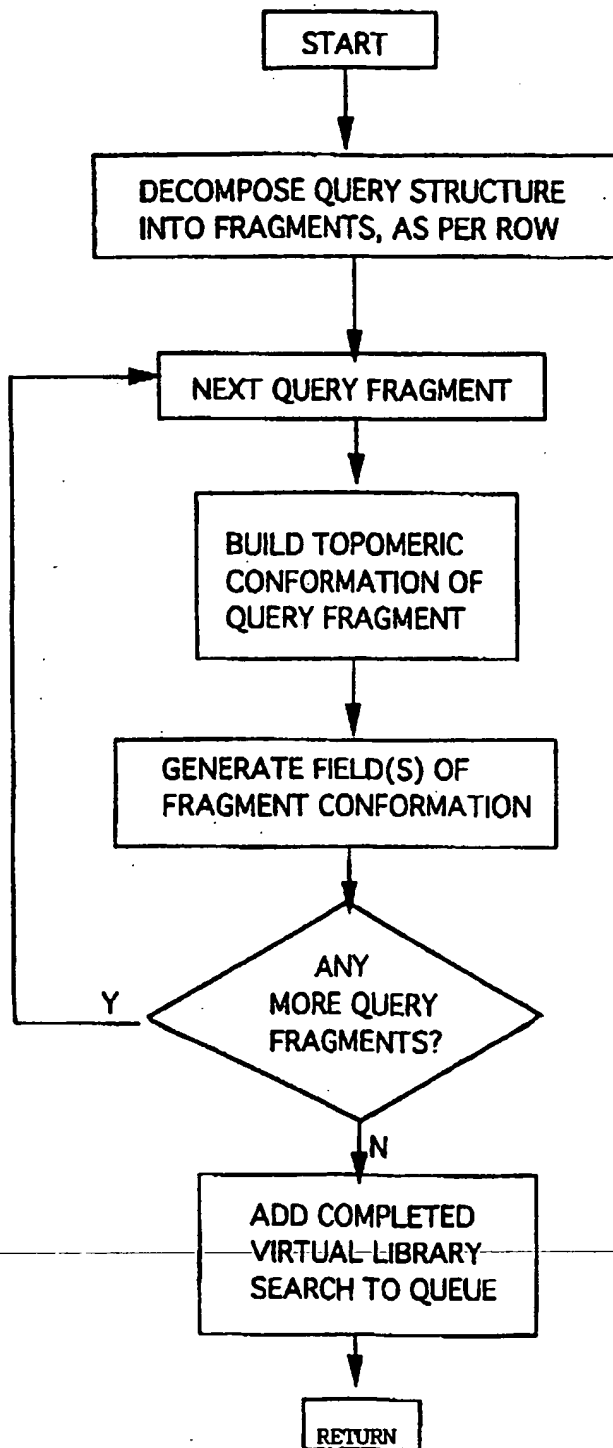 START
DECOMPOSE QUERY STRUCTURE
INTO FRAGMENTS, AS PER ROW
NEXT QUERY FRAGMENT
BUILD TOPOMERIC
CONFORMATION OF
QUERY FRAGMENT
GENERATE FIELD(S) OF
FRAGMENT CONFORMATION
ANY
MORE QUERY
FRAGMENTS?
Y
N
ADD COMPLETED
VIRTUAL LIBRARY
SEARCH TO QUEUE
RETURN